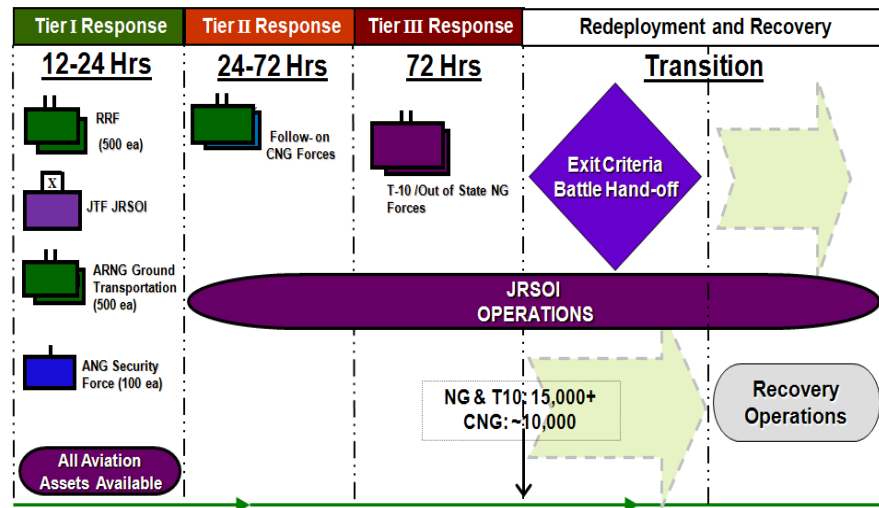 Tier I Response
Tier II Response
Tier III Response
Redeployment and Recovery
12-24 Hrs
24-72 Hrs
72 Hrs
Transition
RRF
(500 ea)
X
JTF JRSOI
ARNG Ground
Transportation
(500 ea)
ANG Security
Force (100 ea)
All Aviation
Assets Available
Follow- on
CNG Forces
T-10 /Out of State NG
Forces
Exit Criteria
Battle Hand-off
JRSOI
OPERATIONS
NG & T10: 15,000+
CNG: ~10,000
Recovery
Operations